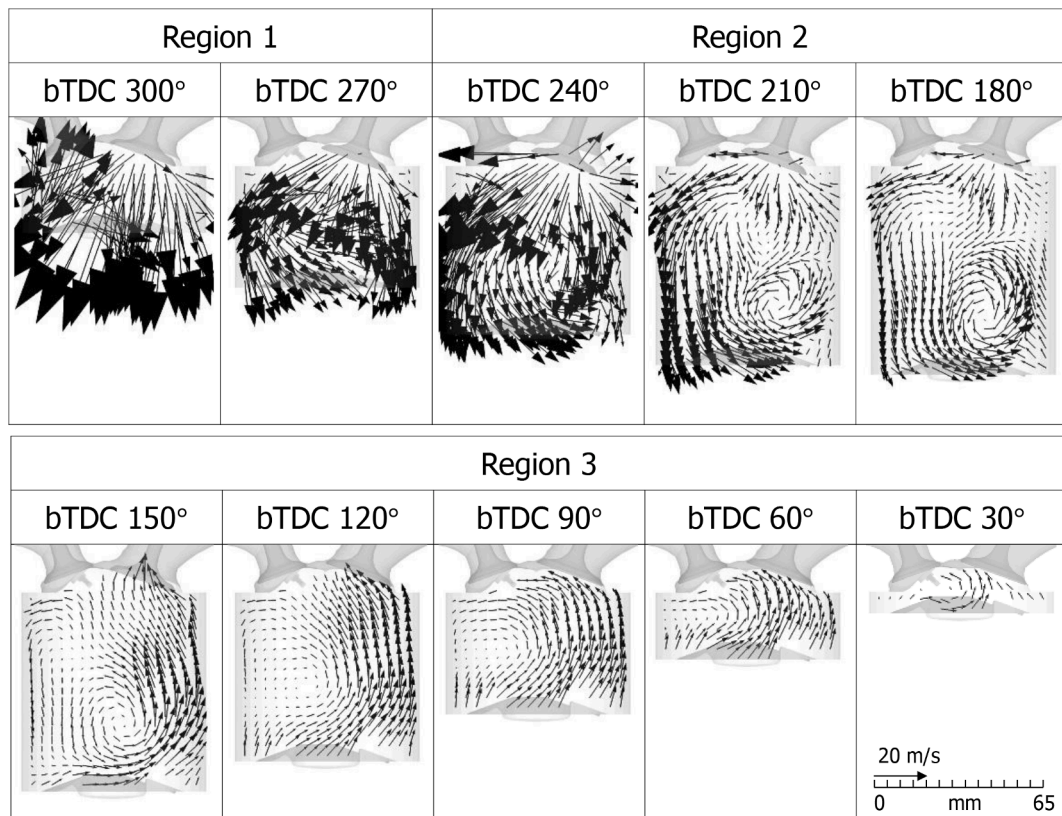 Region 1 Region 2
bTDC 300° bTDC 270° bTDC 240° bTDC 210° bTDC 180°
Region 3
bTDC 150° bTDC 120° bTDC 90° bTDC 60° bTDC 30°
20 m/s
0 mm 65